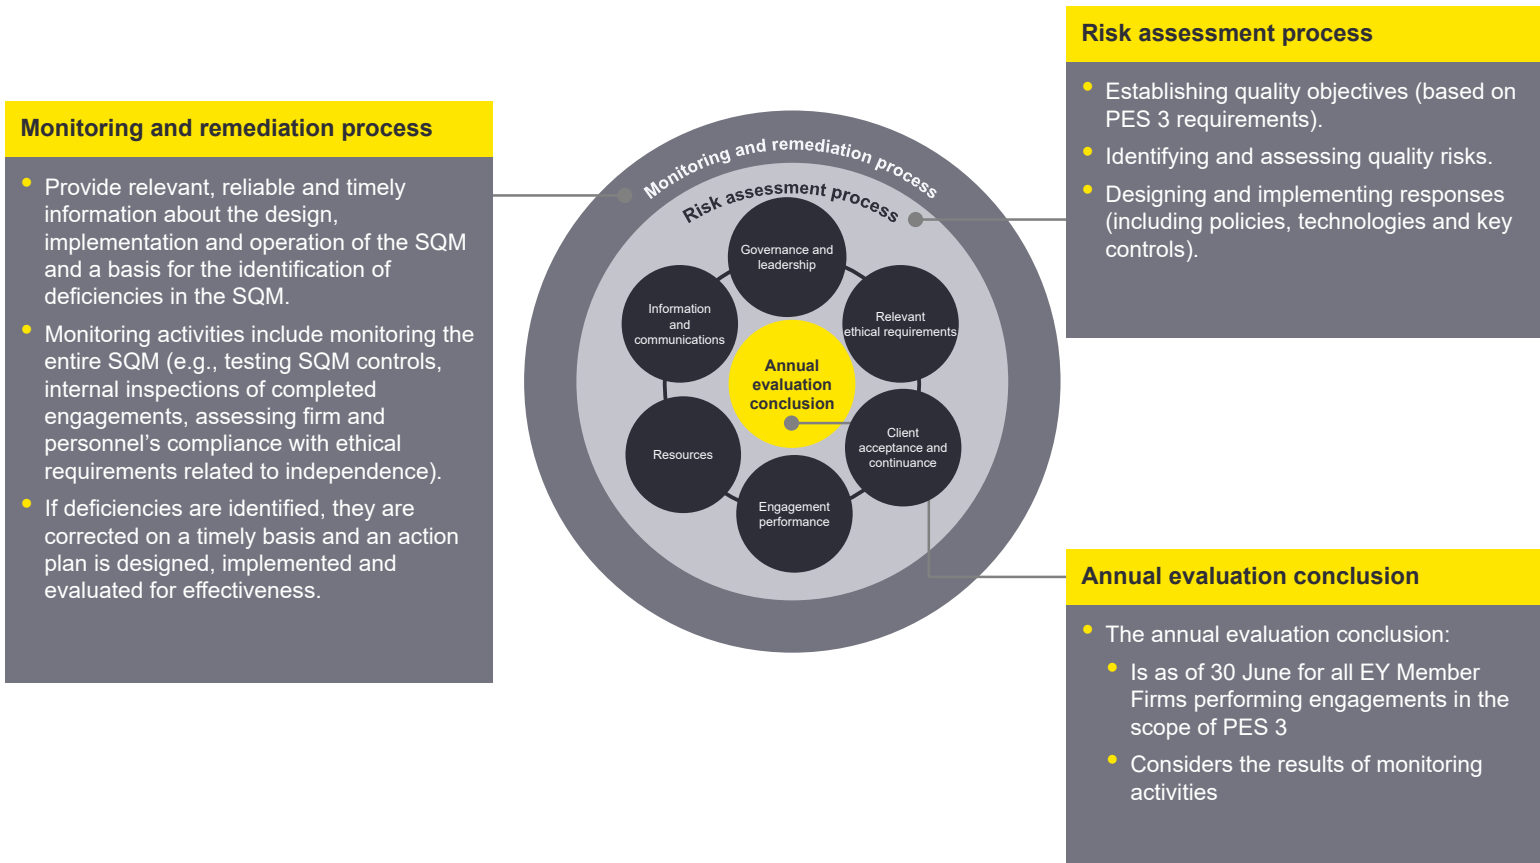 Monitoring and remediation process
• Provide relevant, reliable and timely
information about the design,
implementation and operation of the SQM
and a basis for the identification of
deficiencies in the SQM.
• Monitoring activities include monitoring the
entire SQM (e.g., testing SQM controls,
internal inspections of completed
engagements, assessing firm and
personnel’s compliance with ethical
requirements related to independence).
• If deficiencies are identified, they are
corrected on a timely basis and an action
plan is designed, implemented and
evaluated for effectiveness.
Monitoring and remediation process
Risk assessment process
Governance and
leadership
Relevant
ethical requirements
Client
acceptance and
continuance
Engagement
performance
Resources
Information
and
communications
Annual
evaluation
conclusion
Risk assessment process
• Establishing quality objectives (based on
PES 3 requirements).
• Identifying and assessing quality risks.
• Designing and implementing responses
(including policies, technologies and key
controls).
Annual evaluation conclusion
• The annual evaluation conclusion:
• Is as of 30 June for all EY Member
Firms performing engagements in the
scope of PES 3
• Considers the results of monitoring
activities